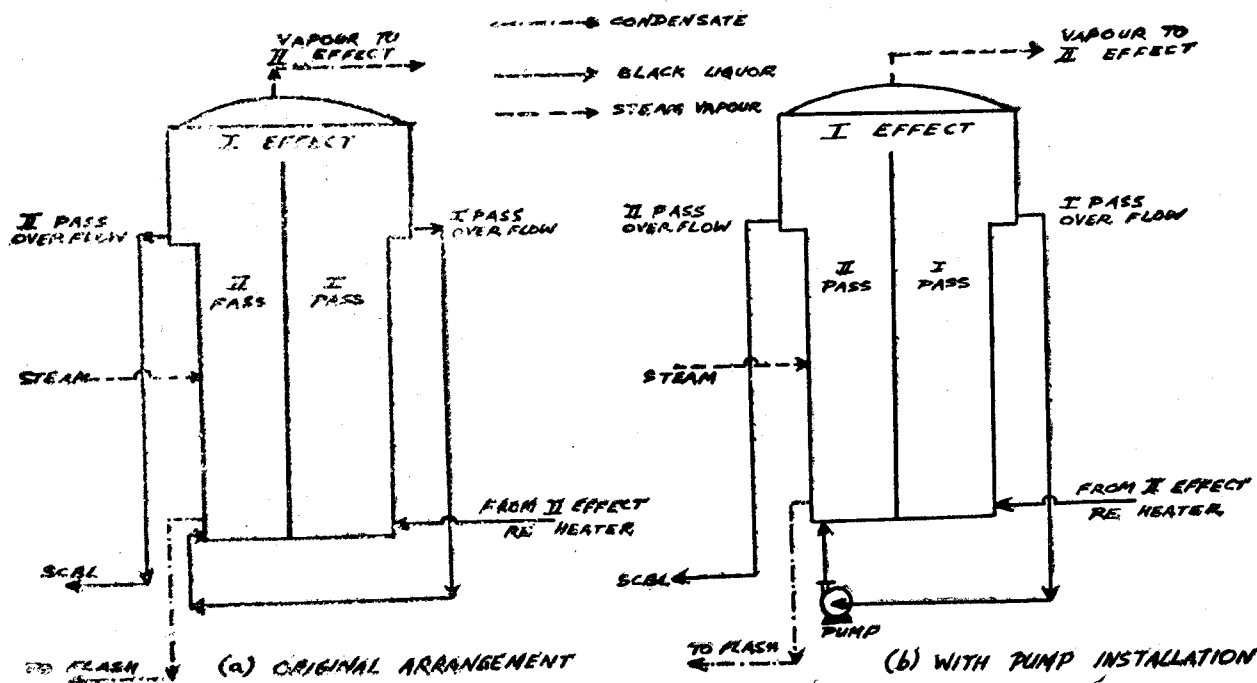 CONDENSATE
BLACK LIQUOR
STEAM VAPOUR
VAPOUR TO
II EFFECT
I EFFECT
II PASS
OVER FLOW
I PASS
OVER FLOW
II
PASS
I
PASS
STEAM
FROM II EFFECT
RE HEATER
SCBL
TO FLASH
(a) ORIGINAL ARRANGEMENT
VAPOUR TO
II EFFECT
I EFFECT
II PASS
OVER FLOW
I PASS
OVER FLOW
II
PASS
I
PASS
STEAM
FROM II EFFECT
RE HEATER
SCBL
PUMP
TO FLASH
(b) WITH PUMP INSTALLATION